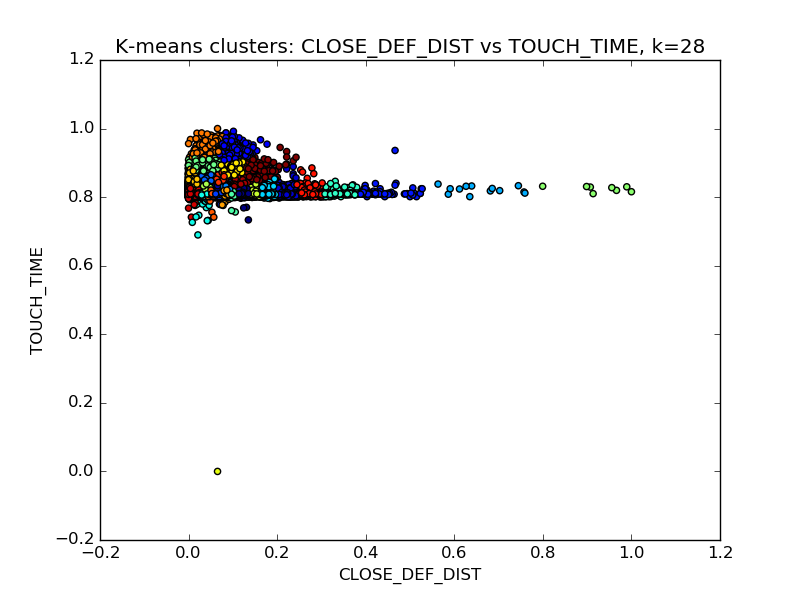 K-means clusters: CLOSE_DEF_DIST vs TOUCH_TIME, k=28
1.2
1.0
0.8
0.6
0.4
0.2
0.0
−0.2
TOUCH_TIME
−0.2 0.0 0.2 0.4 0.6 0.8 1.0 1.2
CLOSE_DEF_DIST